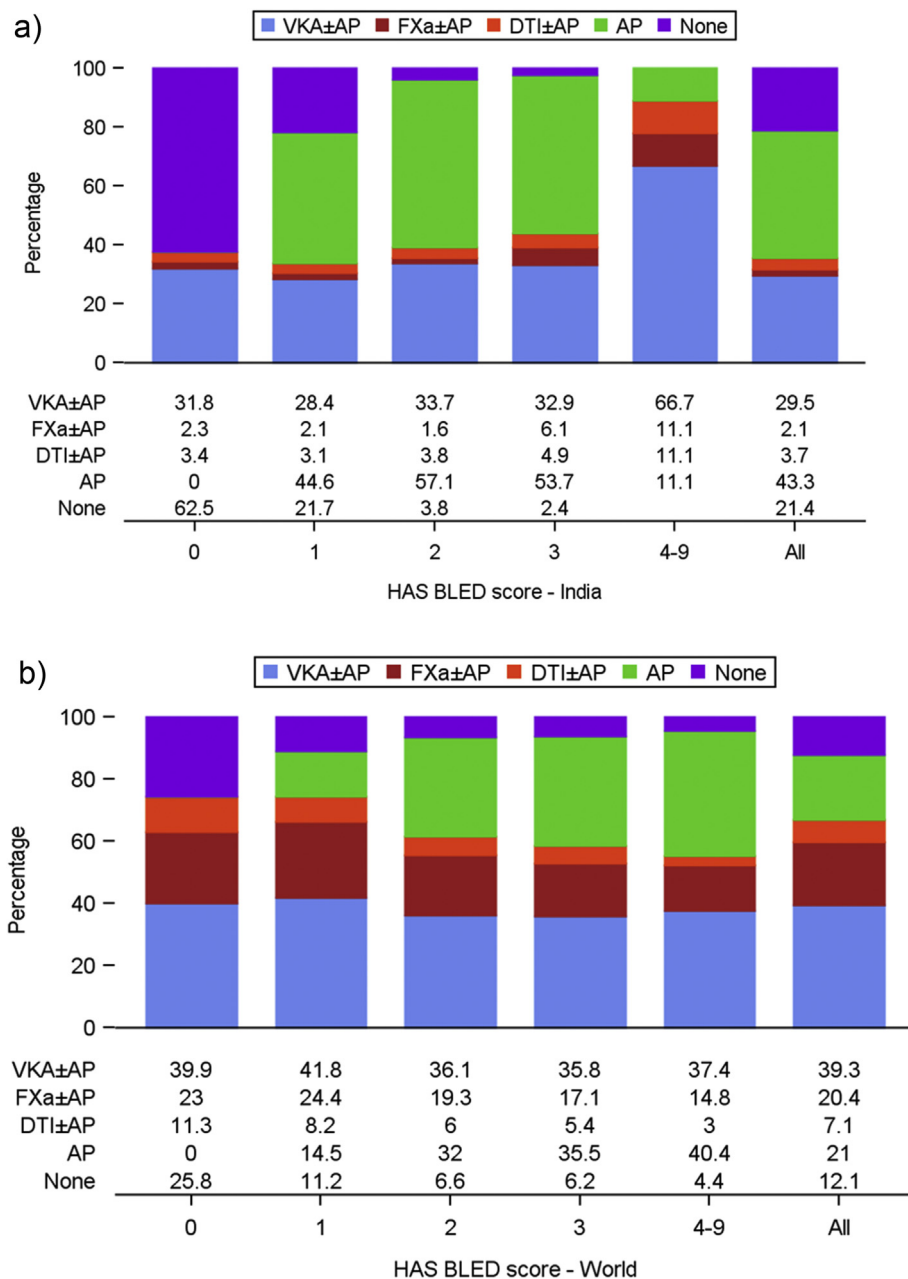 a)
VKA±AP FXa±AP DTI±AP AP None
100
80
60
40
20
0
Percentage
VKA±AP 31.8 28.4 33.7 32.9 66.7 29.5
FXa±AP 2.3 2.1 1.6 6.1 11.1 2.1
DTI±AP 3.4 3.1 3.8 4.9 11.1 3.7
AP 0 44.6 57.1 53.7 11.1 43.3
None 62.5 21.7 3.8 2.4 21.4
0 1 2 3 4-9 All
HAS BLED score - India
b)
VKA±AP FXa±AP DTI±AP AP None
100
80
60
40
20
0
Percentage
VKA±AP 39.9 41.8 36.1 35.8 37.4 39.3
FXa±AP 23 24.4 19.3 17.1 14.8 20.4
DTI±AP 11.3 8.2 6 5.4 3 7.1
AP 0 14.5 32 35.5 40.4 21
None 25.8 11.2 6.6 6.2 4.4 12.1
0 1 2 3 4-9 All
HAS BLED score - World